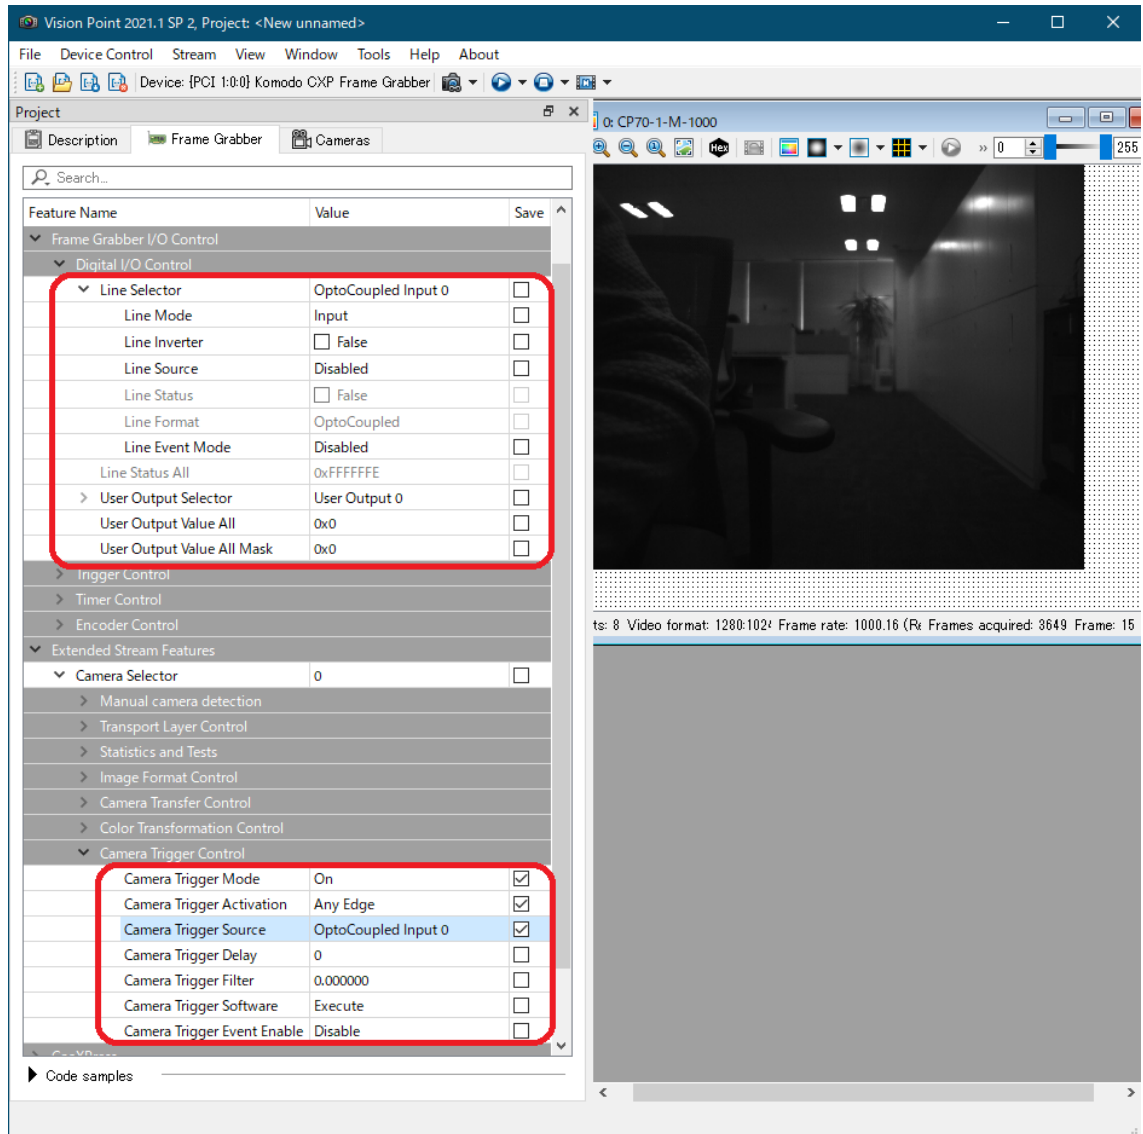 Vision Point 2021.1 SP 2, Project: <New unnamed>
File Device Control Stream View Window Tools Help About
Device: {PCI 1:0:0} Komodo CXP Frame Grabber
Project
Description Frame Grabber Cameras
Search...
Feature Name Value Save
Frame Grabber I/O Control
Digital I/O Control
Line Selector OptoCoupled Input 0
Line Mode Input
Line Inverter False
Line Source Disabled
Line Status False
Line Format OptoCoupled
Line Event Mode Disabled
Line Status All 0xFFFFFFE
User Output Selector User Output 0
User Output Value All 0x0
User Output Value All Mask 0x0
Trigger Control
Timer Control
Encoder Control
Extended Stream Features
Camera Selector 0
Manual camera detection
Transport Layer Control
Statistics and Tests
Image Format Control
Camera Transfer Control
Color Transformation Control
Camera Trigger Control
Camera Trigger Mode On
Camera Trigger Activation Any Edge
Camera Trigger Source OptoCoupled Input 0
Camera Trigger Delay 0
Camera Trigger Filter 0.000000
Camera Trigger Software Execute
Camera Trigger Event Enable Disable
Code samples
0: CP70-1-M-1000
Hex » 0 255
ts: 8 Video format: 1280:102 Frame rate: 1000.16 (Re Frames acquired: 3649 Frame: 15